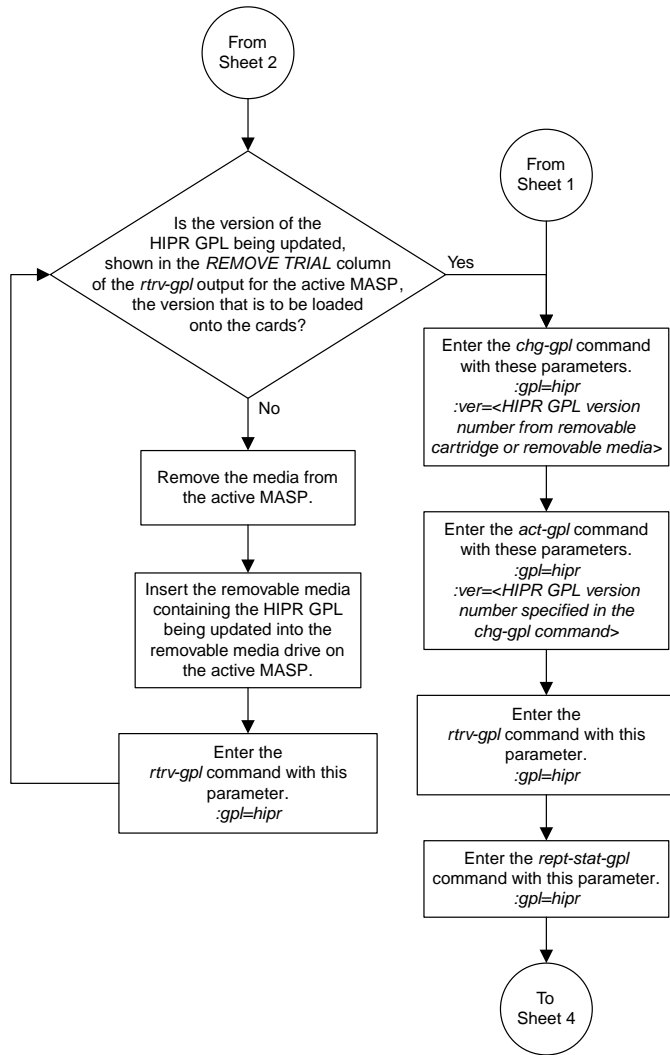 From
Sheet 2
From
Sheet 1
Is the version of the
HIPR GPL being updated,
shown in the REMOVE TRIAL column
of the rtrv-gpl output for the active MASP,
the version that is to be loaded
onto the cards?
Yes
No
Remove the media from
the active MASP.
Insert the removable media
containing the HIPR GPL
being updated into the
removable media drive on
the active MASP.
Enter the
rtrv-gpl command with this
parameter.
:gpl=hipr
Enter the chg-gpl command
with these parameters.
:gpl=hipr
:ver=<HIPR GPL version
number from removable
cartridge or removable media>
Enter the act-gpl command
with these parameters.
:gpl=hipr
:ver=<HIPR GPL version
number specified in the
chg-gpl command>
Enter the
rtrv-gpl command with this
parameter.
:gpl=hipr
Enter the rept-stat-gpl
command with this parameter.
:gpl=hipr
To
Sheet 4